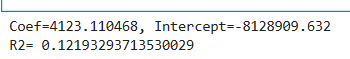 Coef=4123.110468, Intercept=-8128909.632
R2= 0.12193293713530029